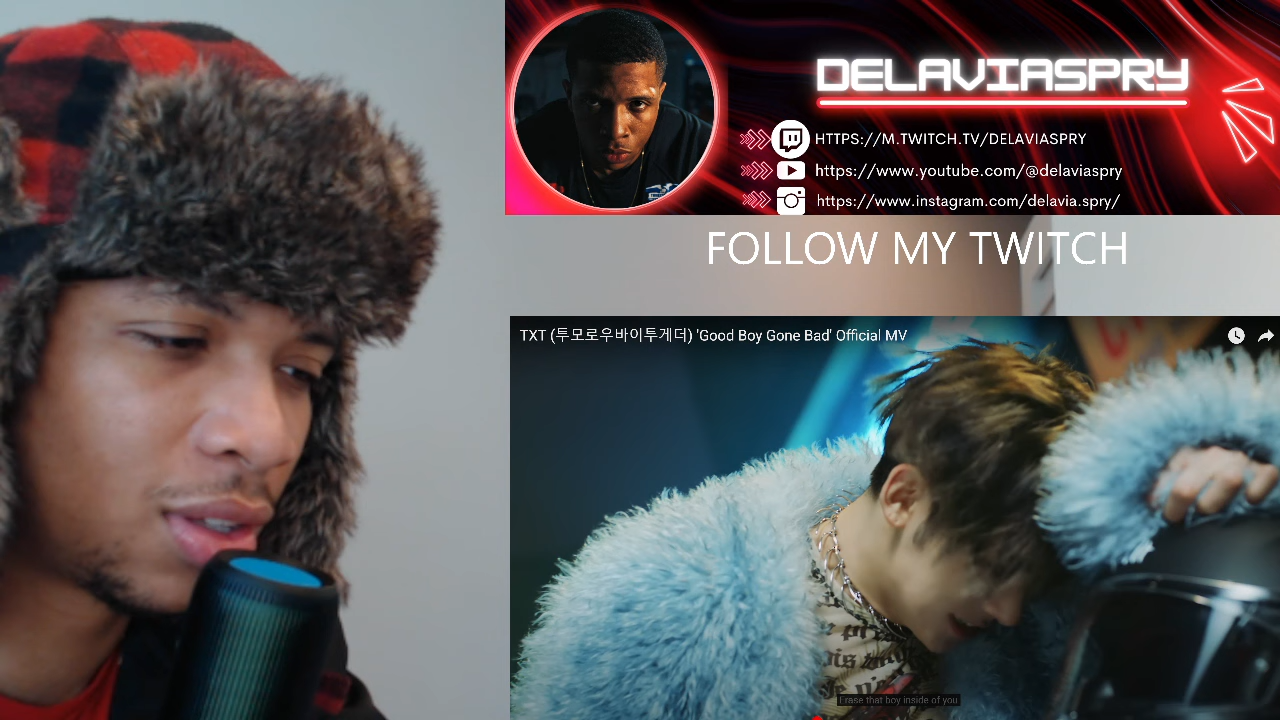 DELAVIASPRY
HTTPS://M.TWITCH.TV/DELAVIASPRY
https://www.youtube.com/@delaviaspry
https://www.instagram.com/delavia.spry/
FOLLOW MY TWITCH
TXT (투모로우바이투게더) 'Good Boy Gone Bad' Official MV
Erase that boy inside of you